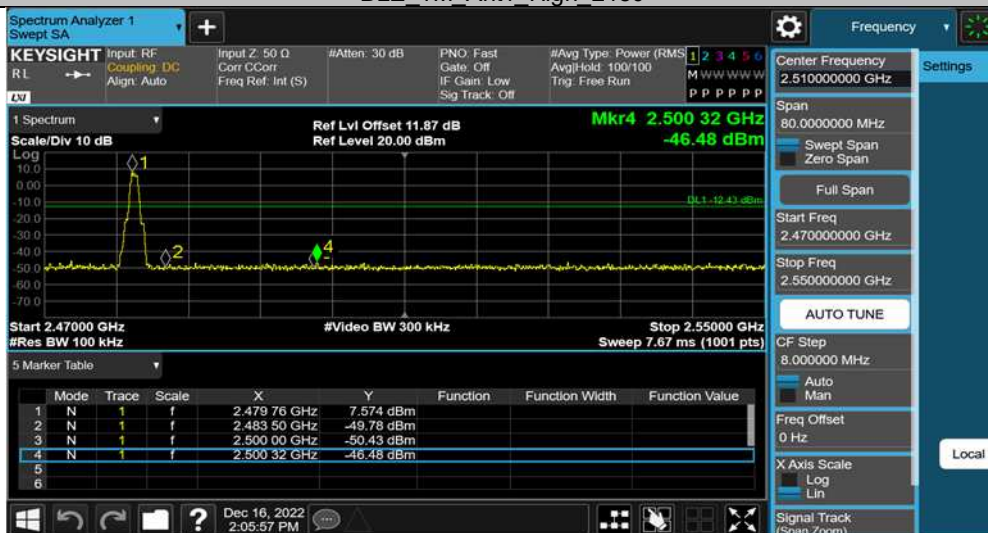 Spectrum Analyzer 1
Swept SA
+
Frequency
KEYSIGHT
Input: RF
Input Z: 50 Ω
#Atten: 30 dB
PNO: Fast
#Avg Type: Power (RMS
1 2 3 4 5 6
RL
Coupling: DC
Corr CCorr
Gate: Off
Avg|Hold: 100/100
M W W W W W
Align: Auto
Freq Ref: Int (S)
IF Gain: Low
Trig: Free Run
P P P P P P
LXI
Sig Track: Off
1 Spectrum
Ref Lvl Offset 11.87 dB
Mkr4 2.500 32 GHz
Scale/Div 10 dB
Ref Level 20.00 dBm
-46.48 dBm
Log
10.0
0.00
-10.0
-20.0
-30.0
-40.0
-50.0
-60.0
-70.0
1
2
4
DL1 -12.43 dBm
Start 2.47000 GHz
#Video BW 300 kHz
Stop 2.55000 GHz
#Res BW 100 kHz
Sweep 7.67 ms (1001 pts)
5 Marker Table
Mode Trace Scale X Y Function Function Width Function Value
1 N 1 f 2.479 76 GHz 7.574 dBm
2 N 1 f 2.483 50 GHz -49.78 dBm
3 N 1 f 2.500 00 GHz -50.43 dBm
4 N 1 f 2.500 32 GHz -46.48 dBm
5
6
Dec 16, 2022
2:05:57 PM
?
Center Frequency
2.510000000 GHz
Settings
Span
80.0000000 MHz
Swept Span
Zero Span
Full Span
Start Freq
2.470000000 GHz
Stop Freq
2.550000000 GHz
AUTO TUNE
CF Step
8.000000 MHz
Auto
Man
Freq Offset
0 Hz
Local
X Axis Scale
Log
Lin
Signal Track
(Span Zoom)